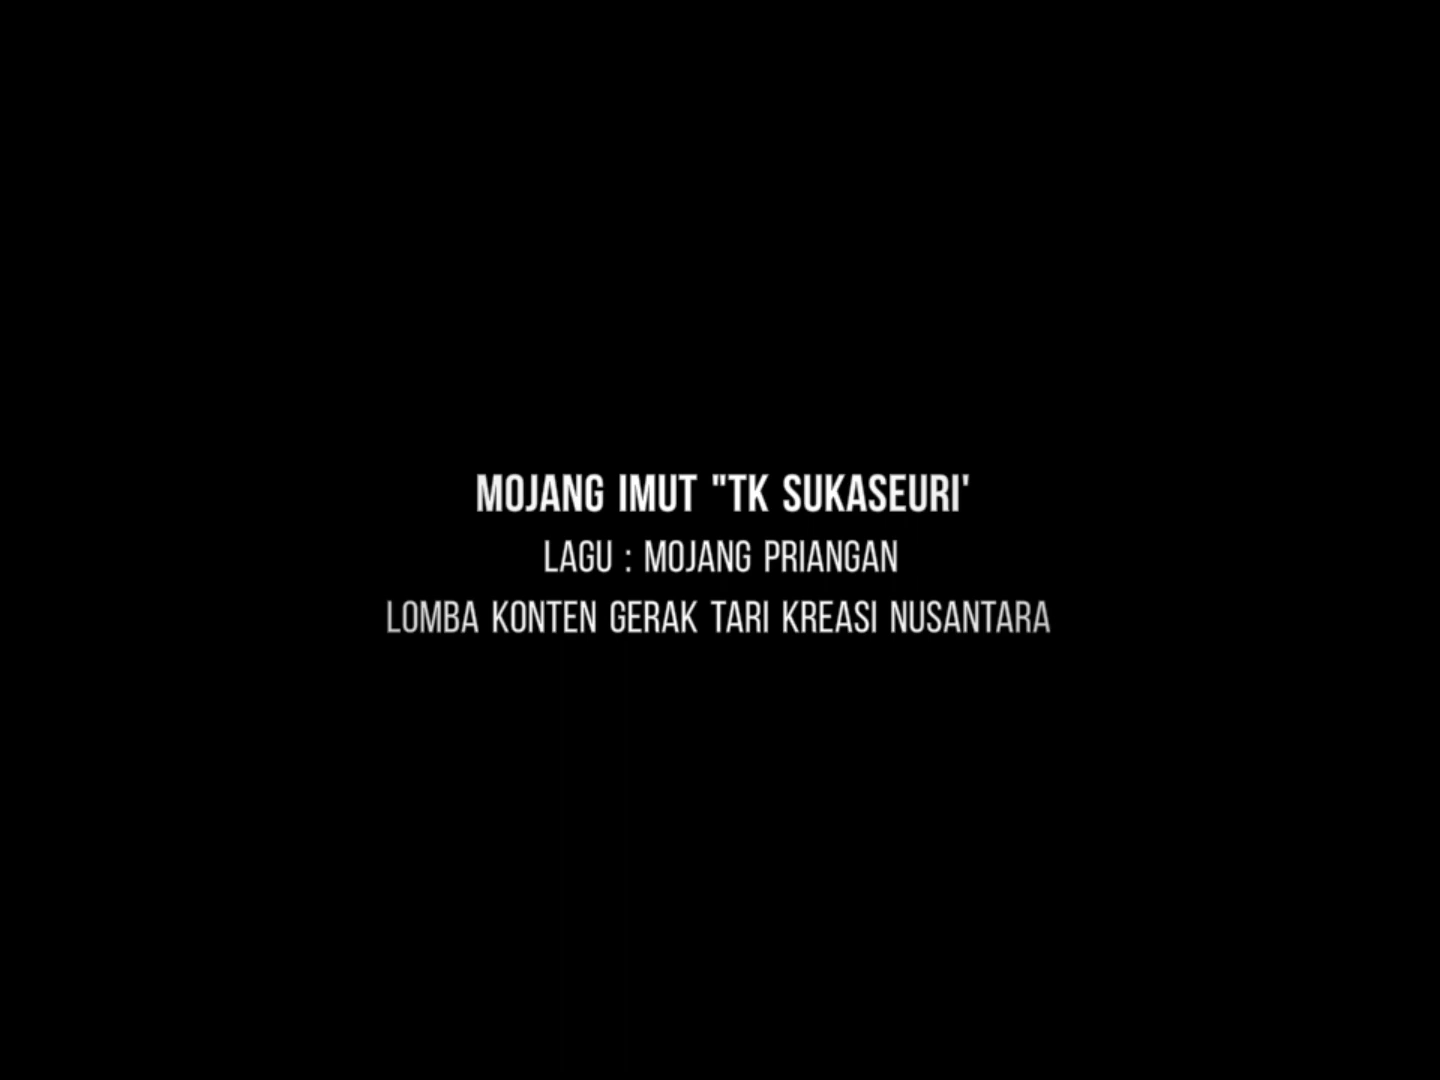 MOJANG IMUT "TK SUKASEURI'
LAGU : MOJANG PRIANGAN
LOMBA KONTEN GERAK TARI KREASI NUSANTARA